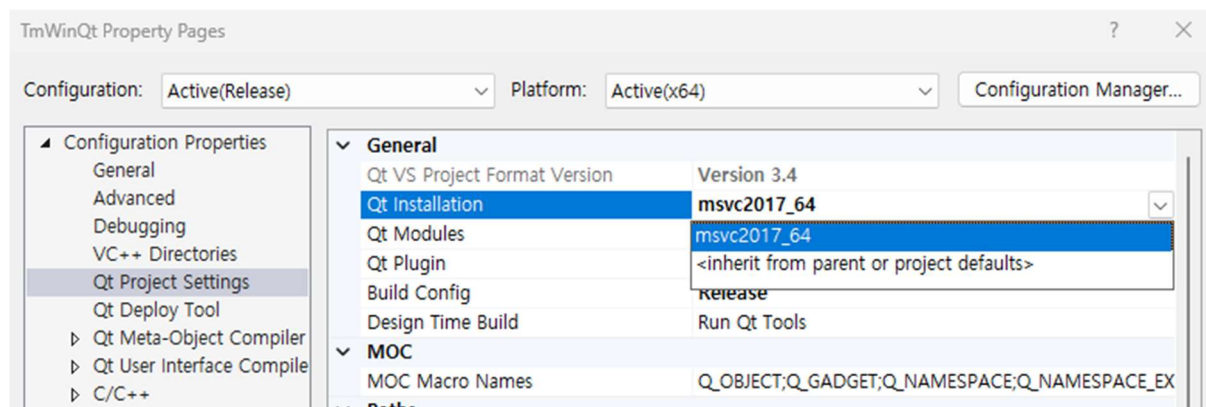 TmWinQt Property Pages
Configuration: Active(Release) Platform: Active(x64) Configuration Manager...
Configuration Properties
General
Advanced
Debugging
VC++ Directories
Qt Project Settings
Qt Deploy Tool
Qt Meta-Object Compiler
Qt User Interface Compile
C/C++
General
Qt VS Project Format Version Version 3.4
Qt Installation msvc2017_64
Qt Modules msvc2017_64
Qt Plugin <inherit from parent or project defaults>
Build Config Release
Design Time Build Run Qt Tools
MOC
MOC Macro Names Q_OBJECT;Q_GADGET;Q_NAMESPACE;Q_NAMESPACE_EX
Paths